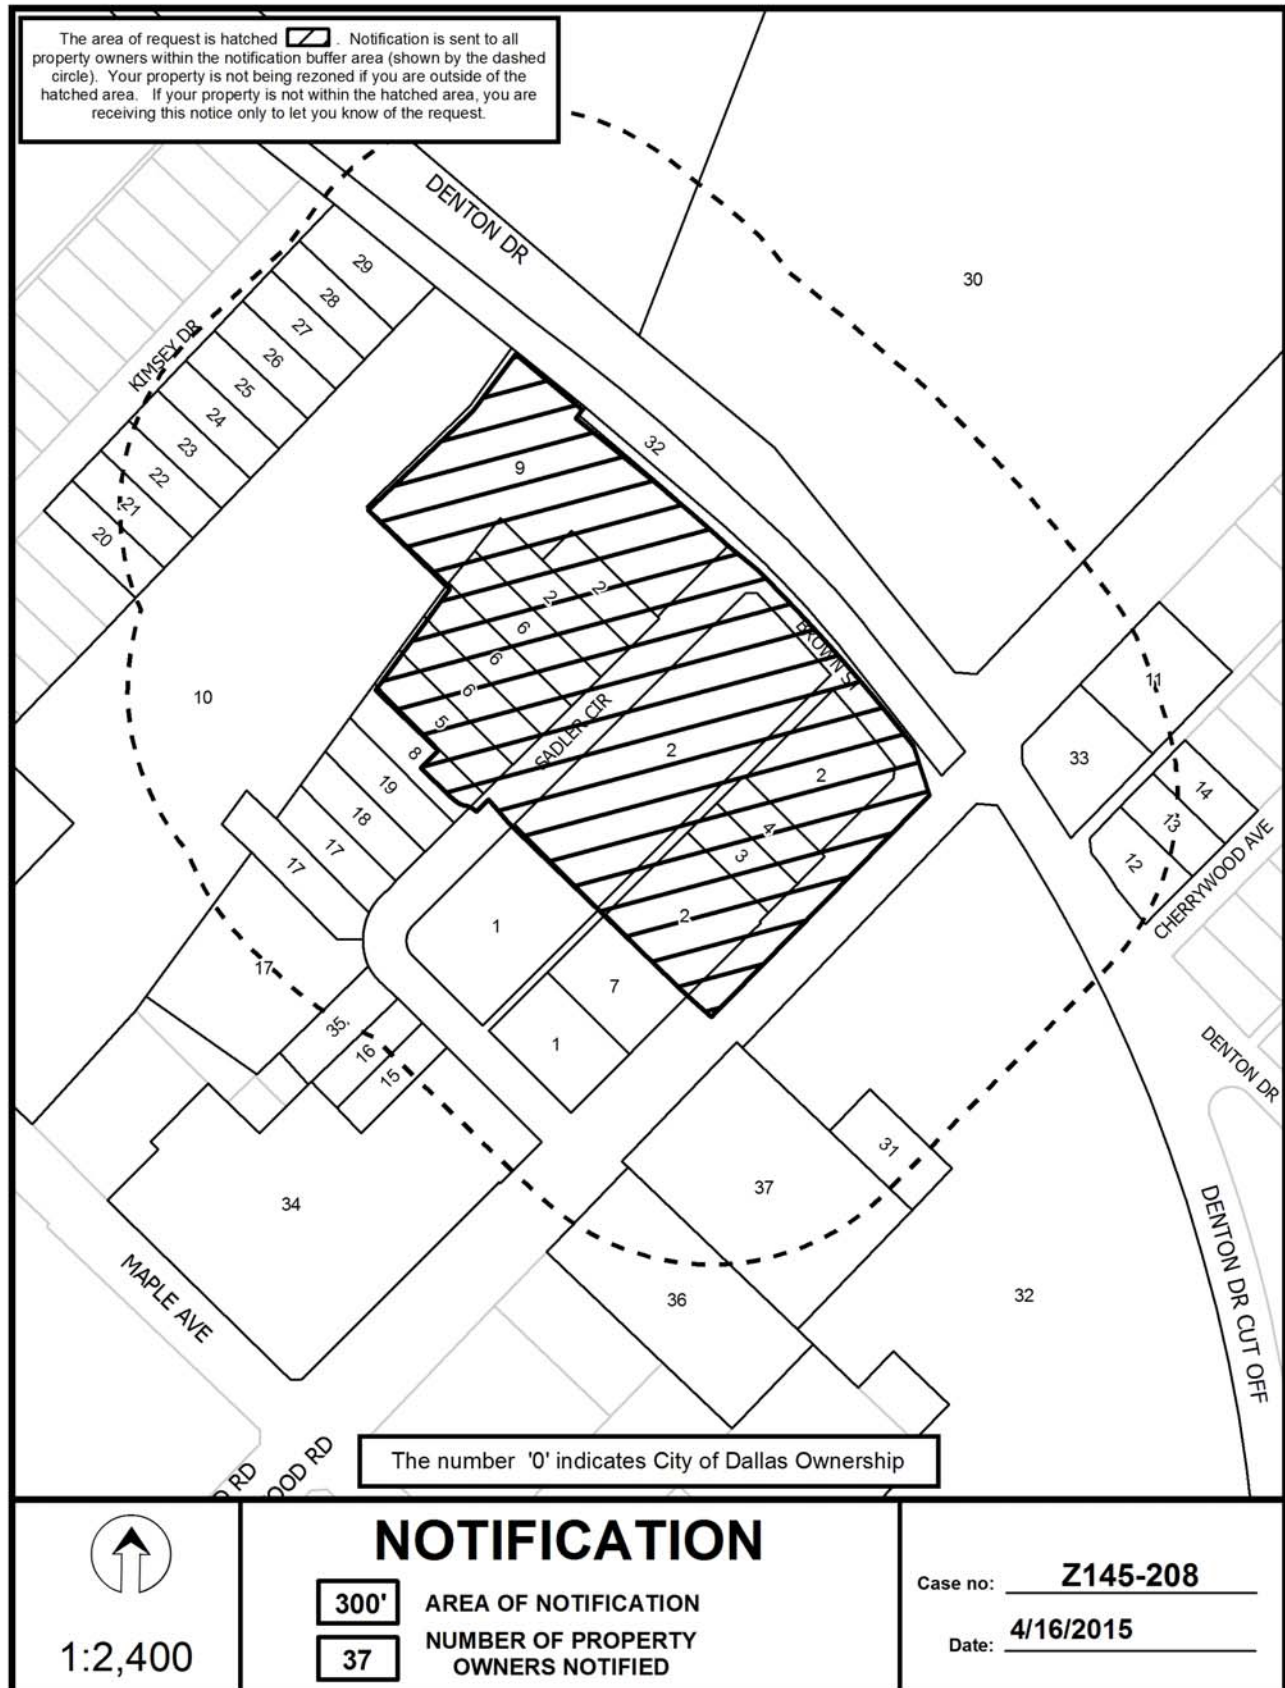 The area of request is hatched . Notification is sent to all
property owners within the notification buffer area (shown by the dashed
circle). Your property is not being rezoned if you are outside of the
hatched area. If your property is not within the hatched area, you are
receiving this notice only to let you know of the request.
DENTON DR
30
29
28
27
26
25
24
23
22
21
20
KIMSEY DR
32
9
2
2
6
6
6
5
8
BROWN ST
SADLER CIR
10
2
2
4
3
2
11
33
14
13
12
CHERRYWOOD AVE
19
18
17
17
17
1
7
1
35
16
15
DENTON DR
31
37
34
36
32
DENTON DR CUT OFF
MAPLE AVE
D RD
OOD RD
The number '0' indicates City of Dallas Ownership
1:2,400
NOTIFICATION
300' AREA OF NOTIFICATION
37 NUMBER OF PROPERTY
OWNERS NOTIFIED
Case no: Z145-208
Date: 4/16/2015